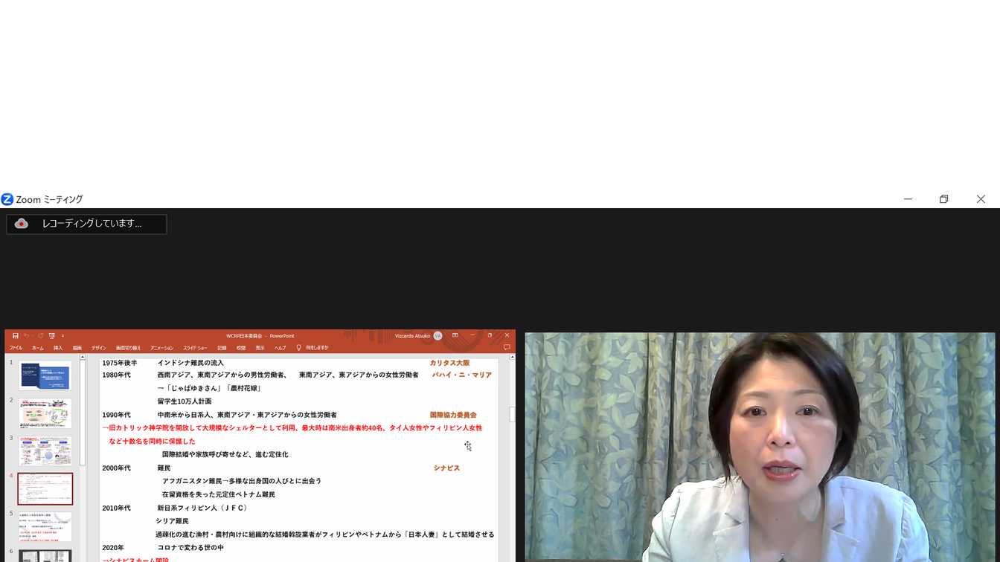 Zoom ミーティング
レコーディングしています...
WCRP日本委員会 - PowerPoint
Vizcardo Atsuko
VA
ファイル ホーム 挿入 描画 デザイン 画面切り替え アニメーション スライド ショー 記録 校閲 表示 ヘルプ 何をしますか
1
2
3
4
5
6
1975年後半 インドシナ難民の流入 カリタス大阪
1980年代 西南アジア、東南アジアからの男性労働者、 東南アジア、東アジアからの女性労働者 パハイ・ニ・マリア
→「じゃぱゆきさん」「農村花嫁」
留学生10万人計画
1990年代 中南米から日系人、東南アジア・東アジアからの女性労働者 国際協力委員会
→旧カトリック神学院を開放して大規模なシェルターとして利用、最大時は南米出身者約40名、タイ人女性やフィリピン人女性
など十数名を同時に保護した
国際結婚や家族呼び寄せなど、進む定住化
2000年代 難民 シナピス
アフガニスタン難民→多様な出身国の人びとに出会う
在留資格を失った元定住ベトナム難民
2010年代 新日系フィリピン人（ＪＦＣ）
シリア難民
過疎化の進む漁村・農村向けに組織的な結婚斡旋業者がフィリピンやベトナムから「日本人妻」として結婚させる
2020年 コロナで変わる世の中
→シナピスホーム開設